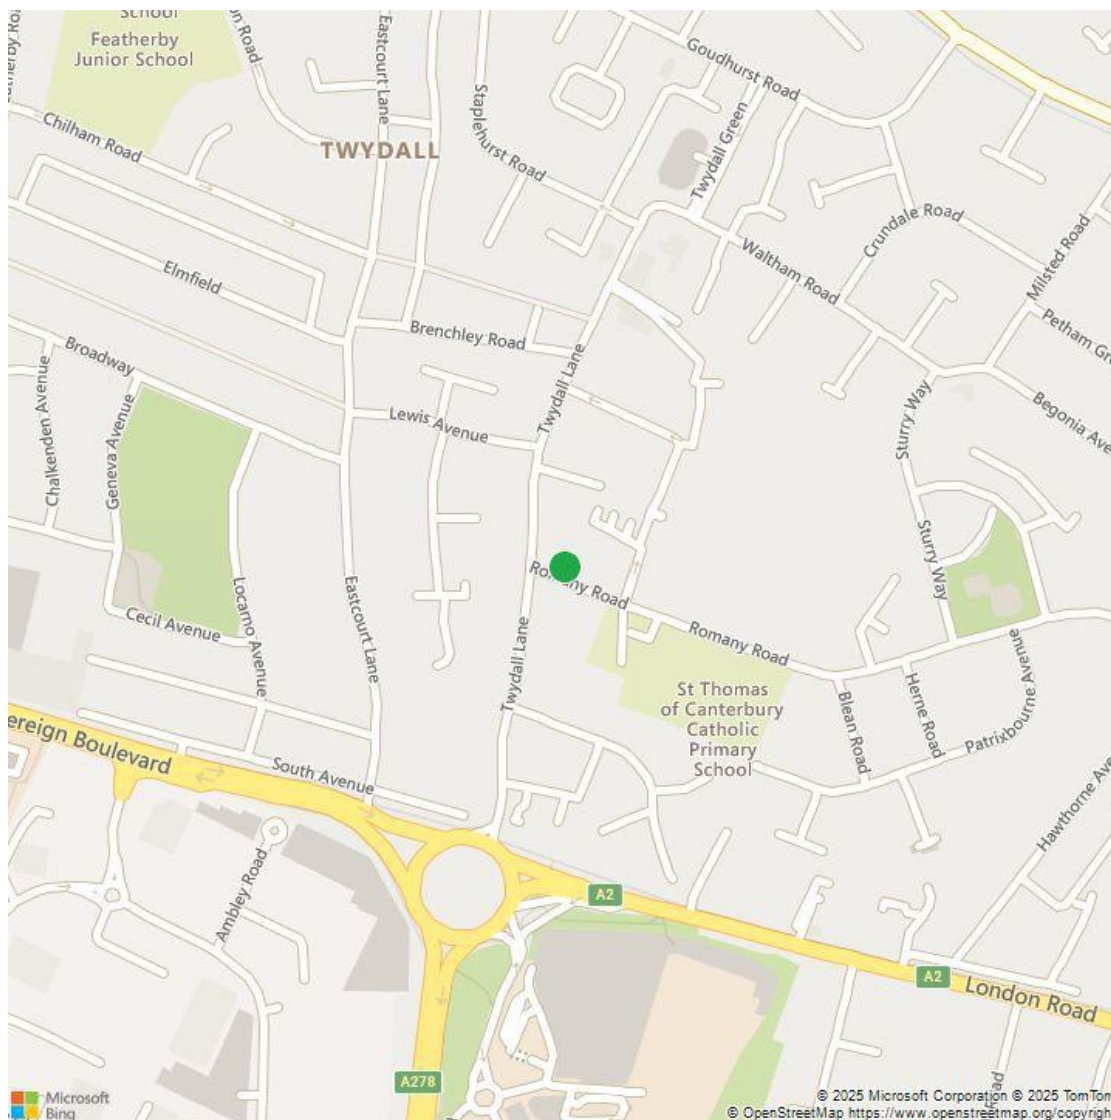 School
Featherby
Junior School
Eastcourt Lane
Staplehurst Road
Goudhurst Road
Twydall Green
Chilham Road
TWYDALL
Crundale Road
Waltham Road
Milsted Road
Elmfield
Petham Gr
Brenchley Road
Broadway
Twydall Lane
Chalkenden Avenue
Geneva Avenue
Lewis Avenue
Sturry Way
Begonia Ave
Sturry Way
Romany Road
Locarno Avenue
Eastcourt Lane
Cecil Avenue
Romany Road
Twydall Lane
St Thomas
of Canterbury
Catholic
Primary
School
Blean Road
Herne Road
Patrixbourne Avenue
ereign Boulevard
South Avenue
Hawthorne Ave
Ambley Road
A2
A2
London Road
A278
Road
Microsoft
Bing
© 2025 Microsoft Corporation © 2025 TomTom
© OpenStreetMap https://www.openstreetmap.org/copyrigh